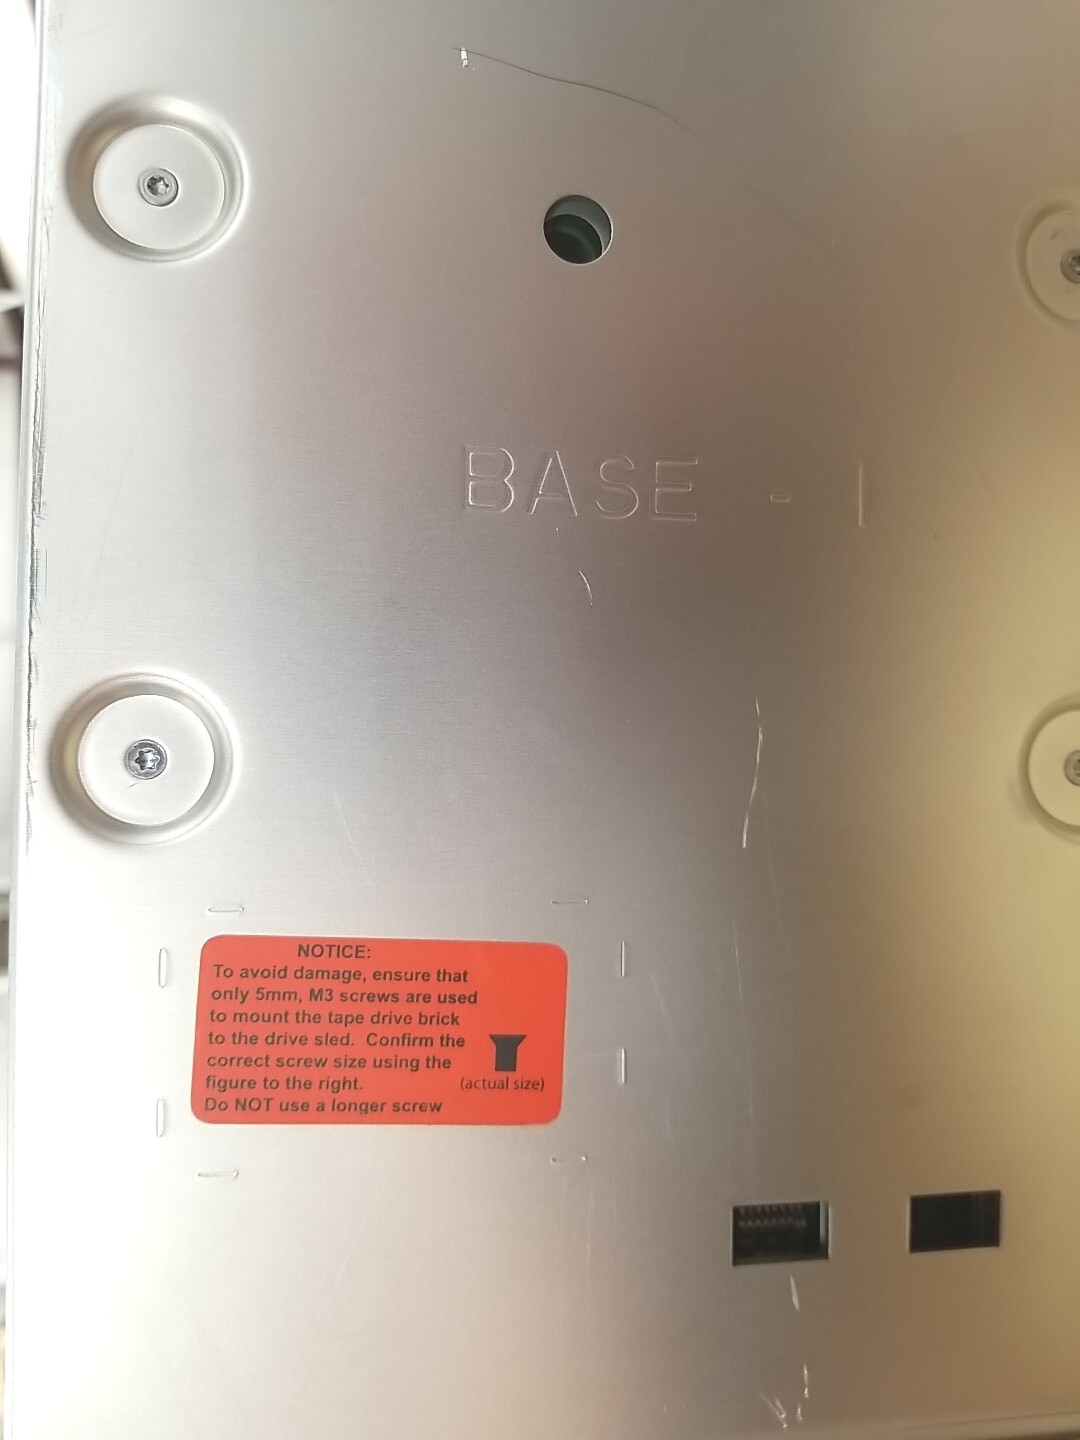 BASE - I
NOTICE:
To avoid damage, ensure that
only 5mm, M3 screws are used
to mount the tape drive brick
to the drive sled. Confirm the
correct screw size using the
figure to the right.
(actual size)
Do NOT use a longer screw